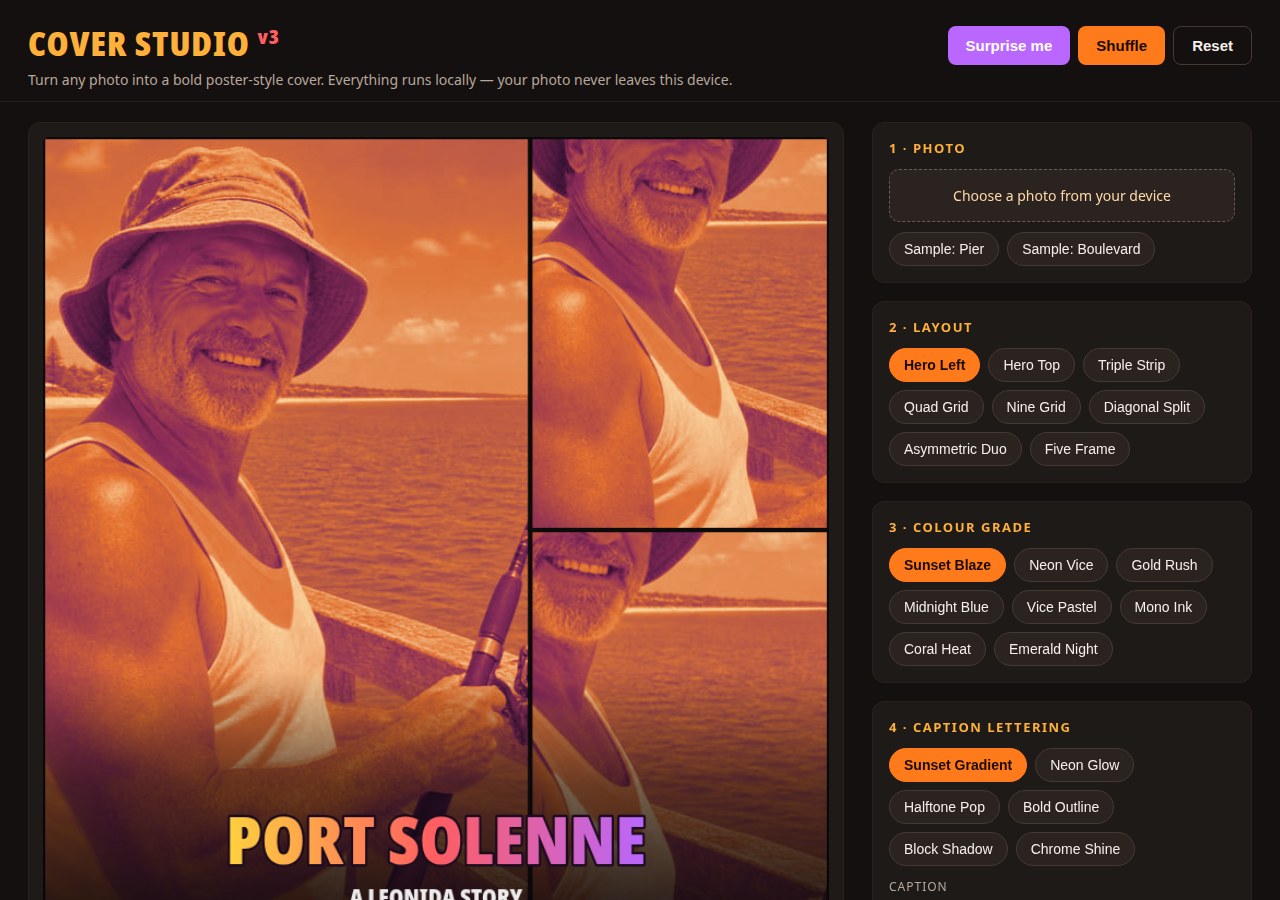 COVER STUDIO v3
Turn any photo into a bold poster-style cover. Everything runs locally — your photo never leaves this device.
Surprise me
Shuffle
Reset
PORT SOLENNE
A LEONIDA STORY
1 · PHOTO
Choose a photo from your device
Sample: Pier
Sample: Boulevard
2 · LAYOUT
Hero Left
Hero Top
Triple Strip
Quad Grid
Nine Grid
Diagonal Split
Asymmetric Duo
Five Frame
3 · COLOUR GRADE
Sunset Blaze
Neon Vice
Gold Rush
Midnight Blue
Vice Pastel
Mono Ink
Coral Heat
Emerald Night
4 · CAPTION LETTERING
Sunset Gradient
Neon Glow
Halftone Pop
Bold Outline
Block Shadow
Chrome Shine
CAPTION